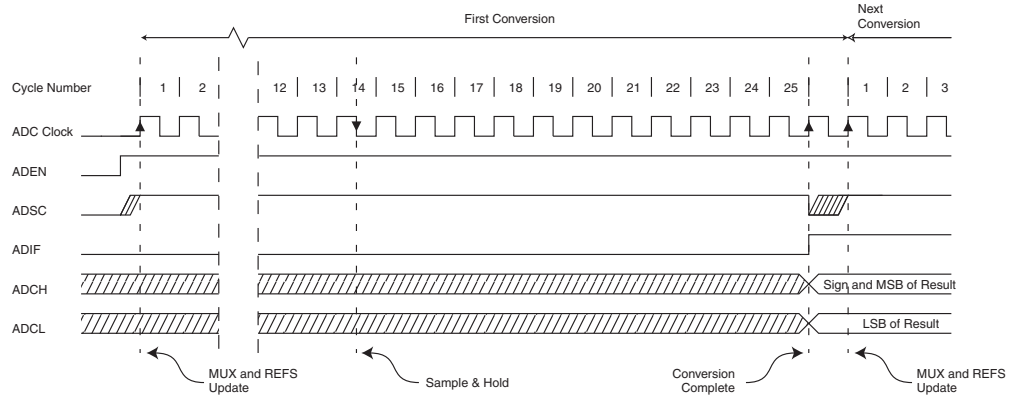 First Conversion
Next
Conversion
Cycle Number 1 2 12 13 14 15 16 17 18 19 20 21 22 23 24 25 1 2 3
ADC Clock
ADEN
ADSC
ADIF
ADCH Sign and MSB of Result
ADCL LSB of Result
MUX and REFS
Update
Sample & Hold
Conversion
Complete
MUX and REFS
Update